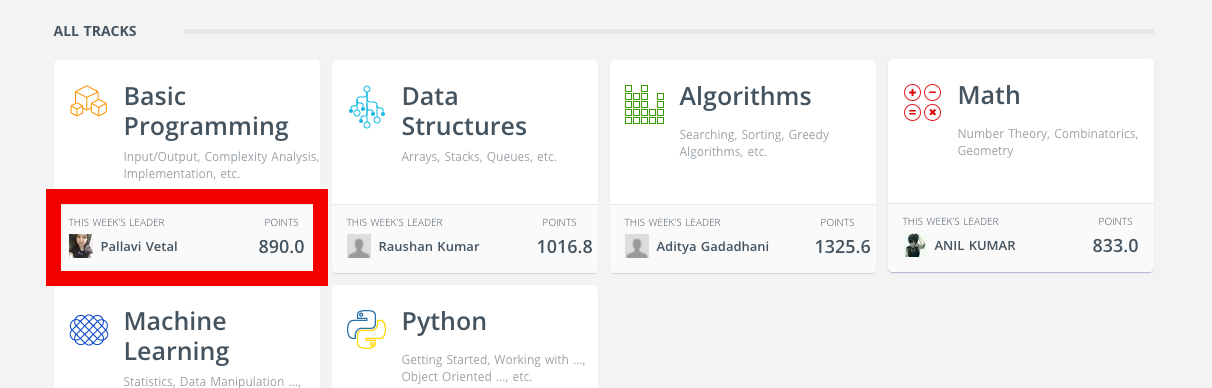 ALL TRACKS
Basic
Programming
Input/Output, Complexity Analysis,
Implementation, etc.
THIS WEEK'S LEADER POINTS
Pallavi Vetal 890.0
Data
Structures
Arrays, Stacks, Queues, etc.
THIS WEEK'S LEADER POINTS
Raushan Kumar 1016.8
Algorithms
Searching, Sorting, Greedy
Algorithms, etc.
THIS WEEK'S LEADER POINTS
Aditya Gadadhani 1325.6
Math
Number Theory, Combinatorics,
Geometry
THIS WEEK'S LEADER POINTS
ANIL KUMAR 833.0
Machine
Learning
Statistics, Data Manipulation ...,
Python
Getting Started, Working with ...,
Object Oriented ..., etc.